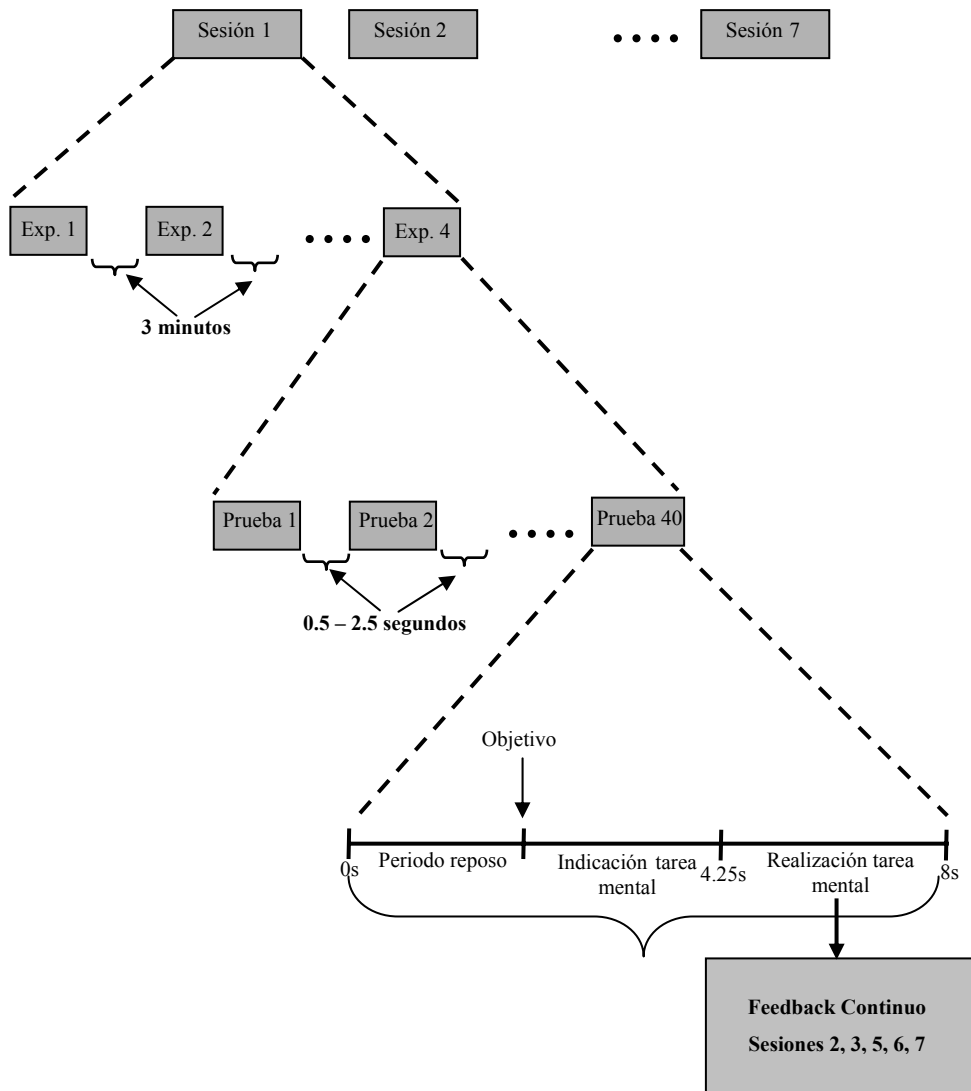 Sesión 1
Sesión 2
Sesión 7
Exp. 1
Exp. 2
Exp. 4
3 minutos
Prueba 1
Prueba 2
Prueba 40
0.5 – 2.5 segundos
Objetivo
0s
Periodo reposo
Indicación tarea
mental
4.25s
Realización tarea
mental
8s
Feedback Continuo
Sesiones 2, 3, 5, 6, 7